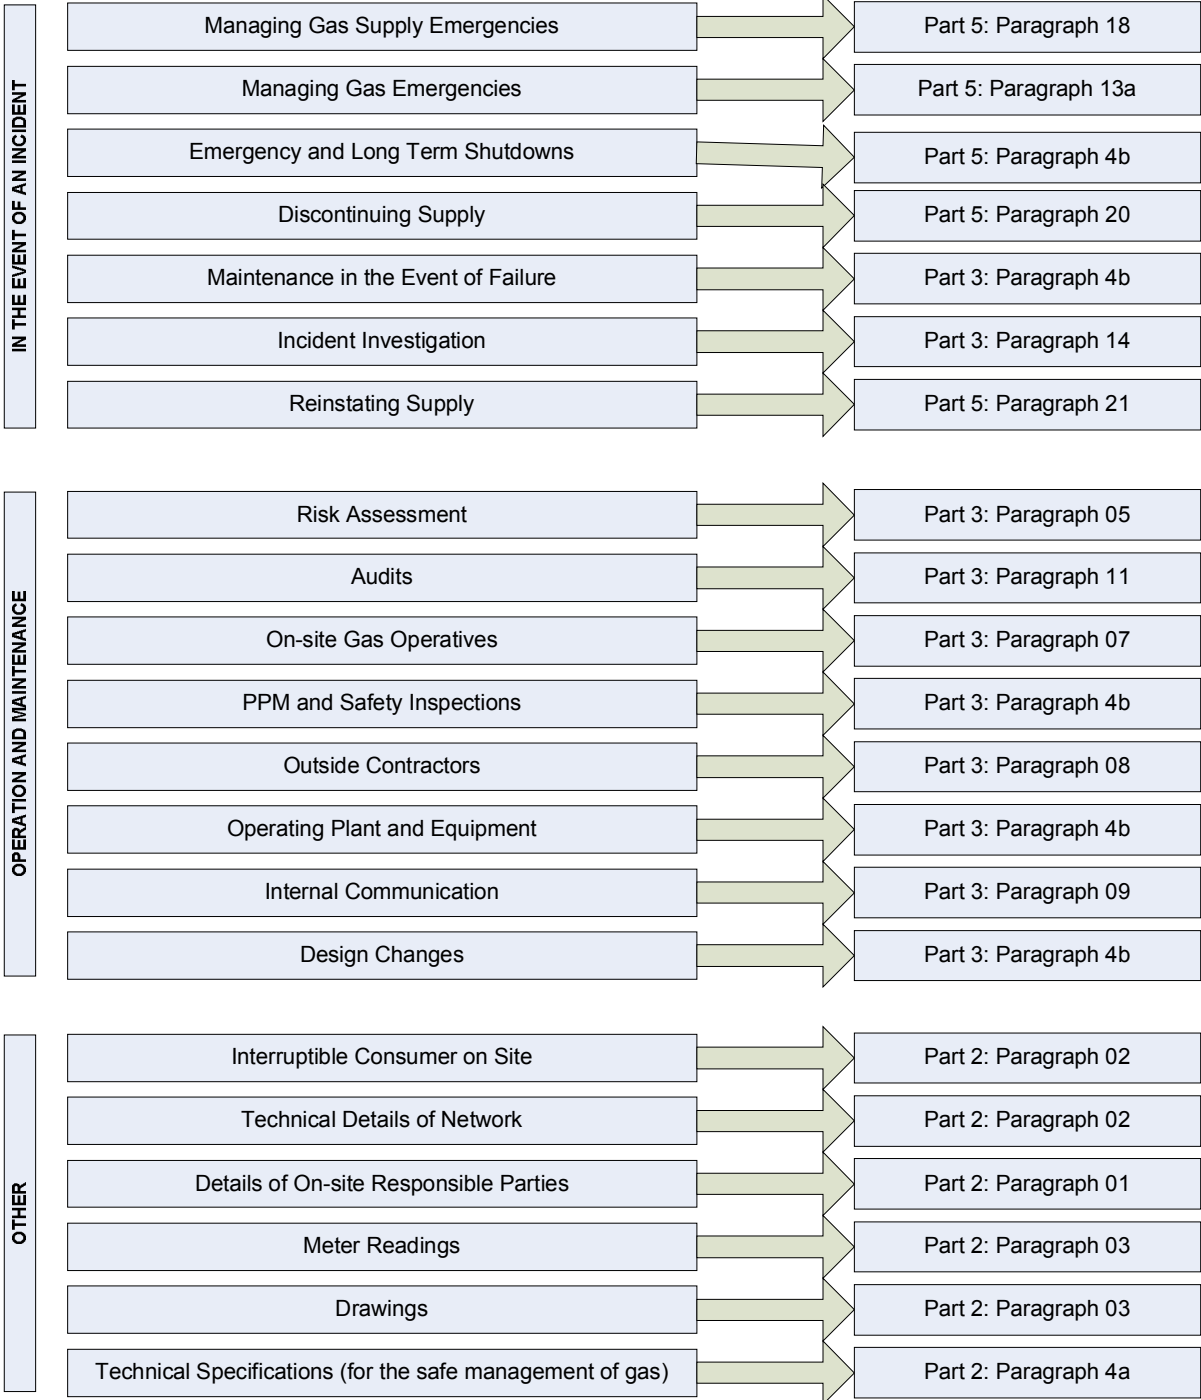 IN THE EVENT OF AN INCIDENT
Managing Gas Supply Emergencies
Part 5: Paragraph 18
Managing Gas Emergencies
Part 5: Paragraph 13a
Emergency and Long Term Shutdowns
Part 5: Paragraph 4b
Discontinuing Supply
Part 5: Paragraph 20
Maintenance in the Event of Failure
Part 3: Paragraph 4b
Incident Investigation
Part 3: Paragraph 14
Reinstating Supply
Part 5: Paragraph 21
OPERATION AND MAINTENANCE
Risk Assessment
Part 3: Paragraph 05
Audits
Part 3: Paragraph 11
On-site Gas Operatives
Part 3: Paragraph 07
PPM and Safety Inspections
Part 3: Paragraph 4b
Outside Contractors
Part 3: Paragraph 08
Operating Plant and Equipment
Part 3: Paragraph 4b
Internal Communication
Part 3: Paragraph 09
Design Changes
Part 3: Paragraph 4b
OTHER
Interruptible Consumer on Site
Part 2: Paragraph 02
Technical Details of Network
Part 2: Paragraph 02
Details of On-site Responsible Parties
Part 2: Paragraph 01
Meter Readings
Part 2: Paragraph 03
Drawings
Part 2: Paragraph 03
Technical Specifications (for the safe management of gas)
Part 2: Paragraph 4a